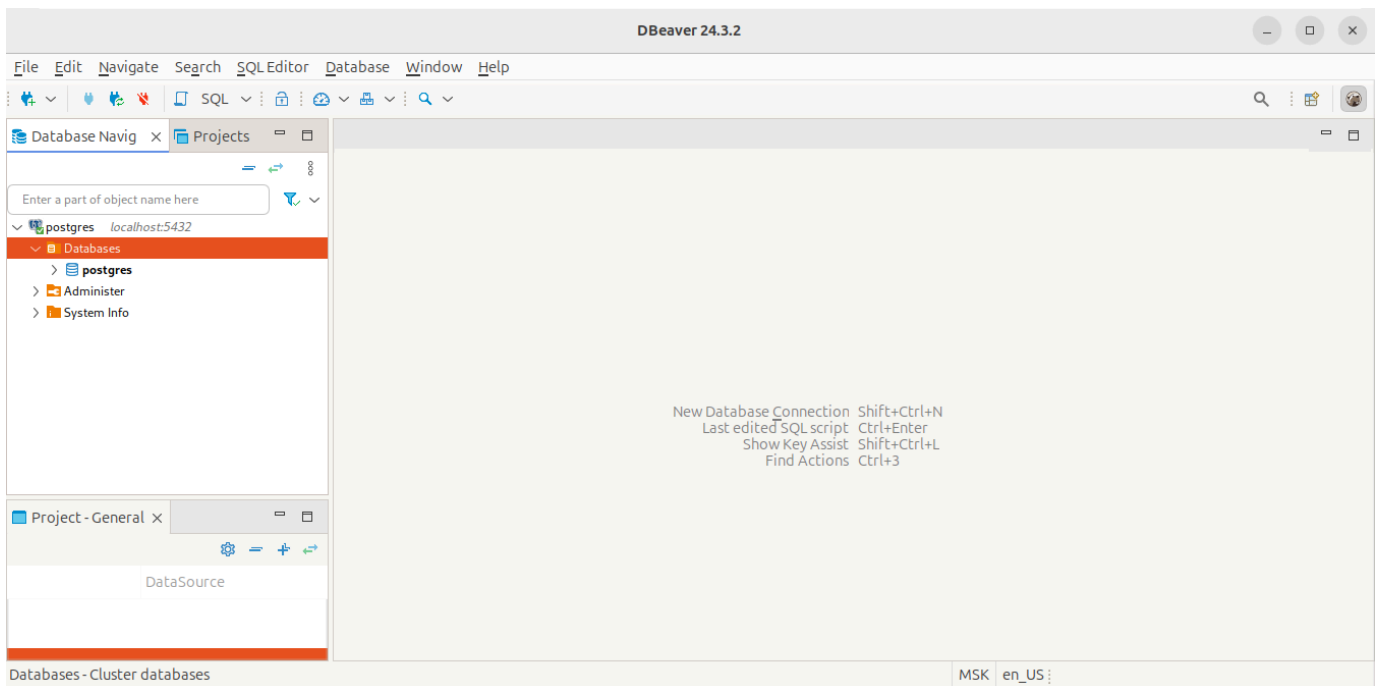 DBeaver 24.3.2
File Edit Navigate Search SQL Editor Database Window Help
SQL
Database Navig Projects
Enter a part of object name here
postgres localhost:5432
Databases
postgres
Administer
System Info
New Database Connection Shift+Ctrl+N
Last edited SQL script Ctrl+Enter
Show Key Assist Shift+Ctrl+L
Find Actions Ctrl+3
Project - General
DataSource
Databases - Cluster databases MSK en_US